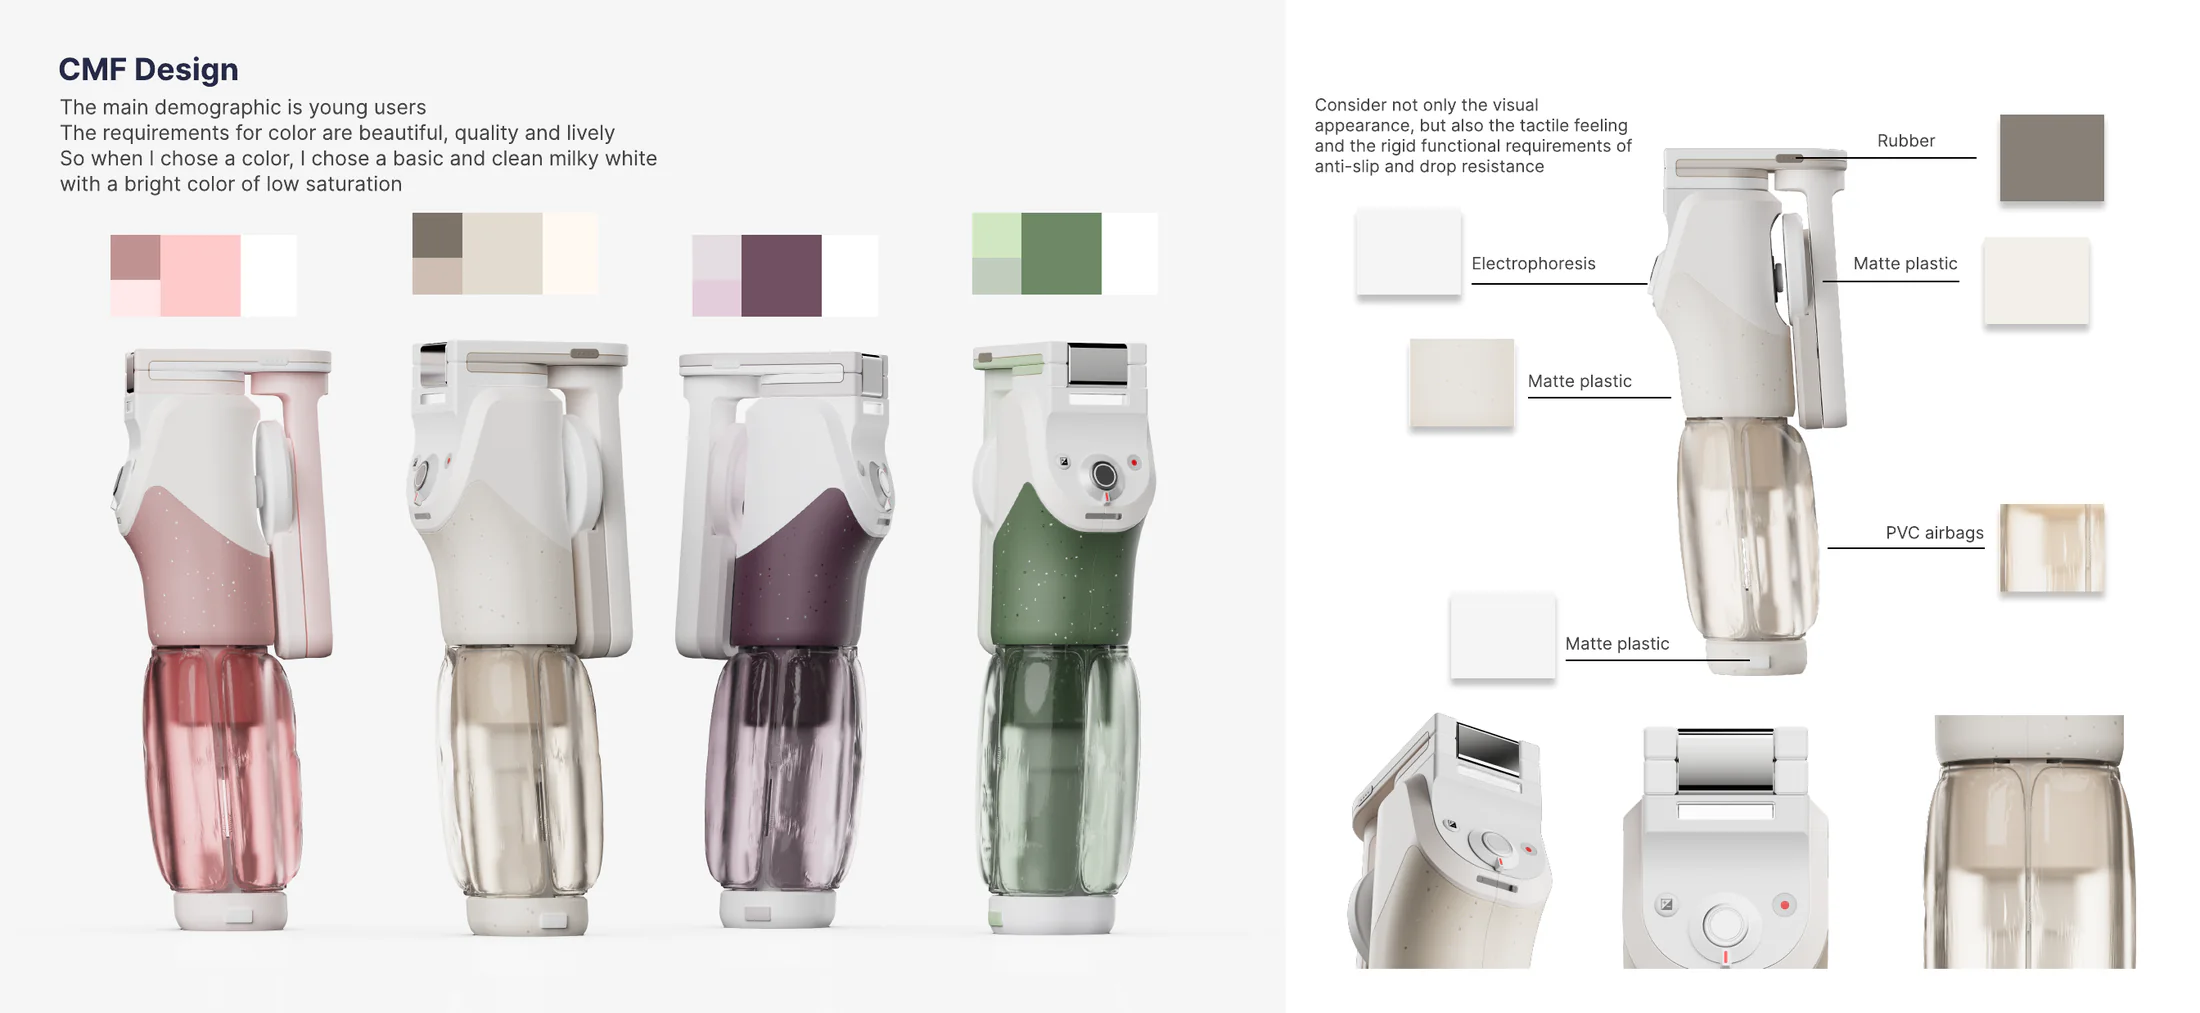 CMF Design
The main demographic is young users
The requirements for color are beautiful, quality and lively
So when I chose a color, I chose a basic and clean milky white
with a bright color of low saturation
Consider not only the visual
appearance, but also the tactile feeling
and the rigid functional requirements of
anti-slip and drop resistance
Rubber
Electrophoresis
Matte plastic
Matte plastic
PVC airbags
Matte plastic